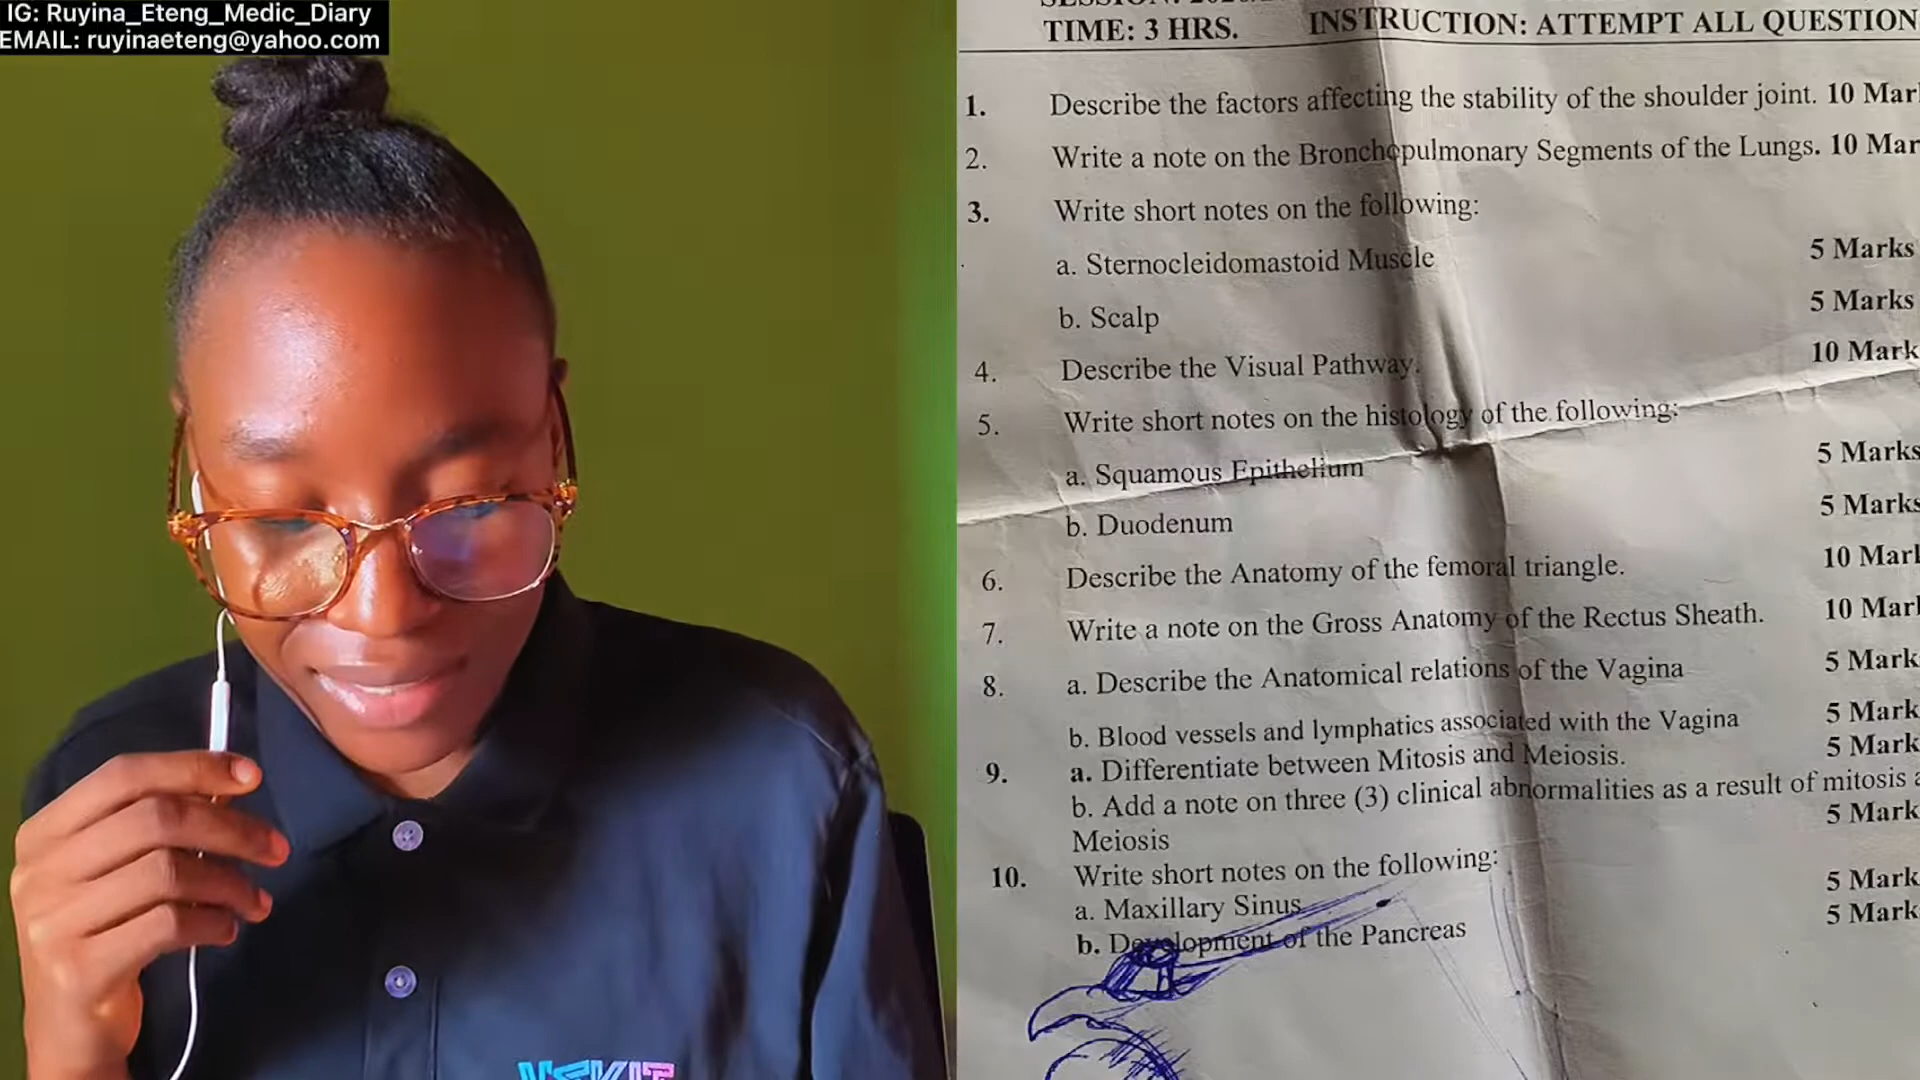 IG: Ruyina_Eteng_Medic_Diary
EMAIL: ruyinaeteng@yahoo.com
TIME: 3 HRS. INSTRUCTION: ATTEMPT ALL QUESTION
1. Describe the factors affecting the stability of the shoulder joint. 10 Mar
2. Write a note on the Bronchopulmonary Segments of the Lungs. 10 Mar
3. Write short notes on the following:
a. Sternocleidomastoid Muscle 5 Marks
b. Scalp 5 Marks
4. Describe the Visual Pathway. 10 Mark
5. Write short notes on the histology of the following:
a. Squamous Epithelium 5 Marks
b. Duodenum 5 Marks
6. Describe the Anatomy of the femoral triangle. 10 Mar
7. Write a note on the Gross Anatomy of the Rectus Sheath. 10 Mar
8. a. Describe the Anatomical relations of the Vagina 5 Mark
b. Blood vessels and lymphatics associated with the Vagina 5 Mark
9. a. Differentiate between Mitosis and Meiosis. 5 Mark
b. Add a note on three (3) clinical abnormalities as a result of mitosis a
Meiosis 5 Mark
10. Write short notes on the following:
a. Maxillary Sinus 5 Mark
b. Development of the Pancreas 5 Mark